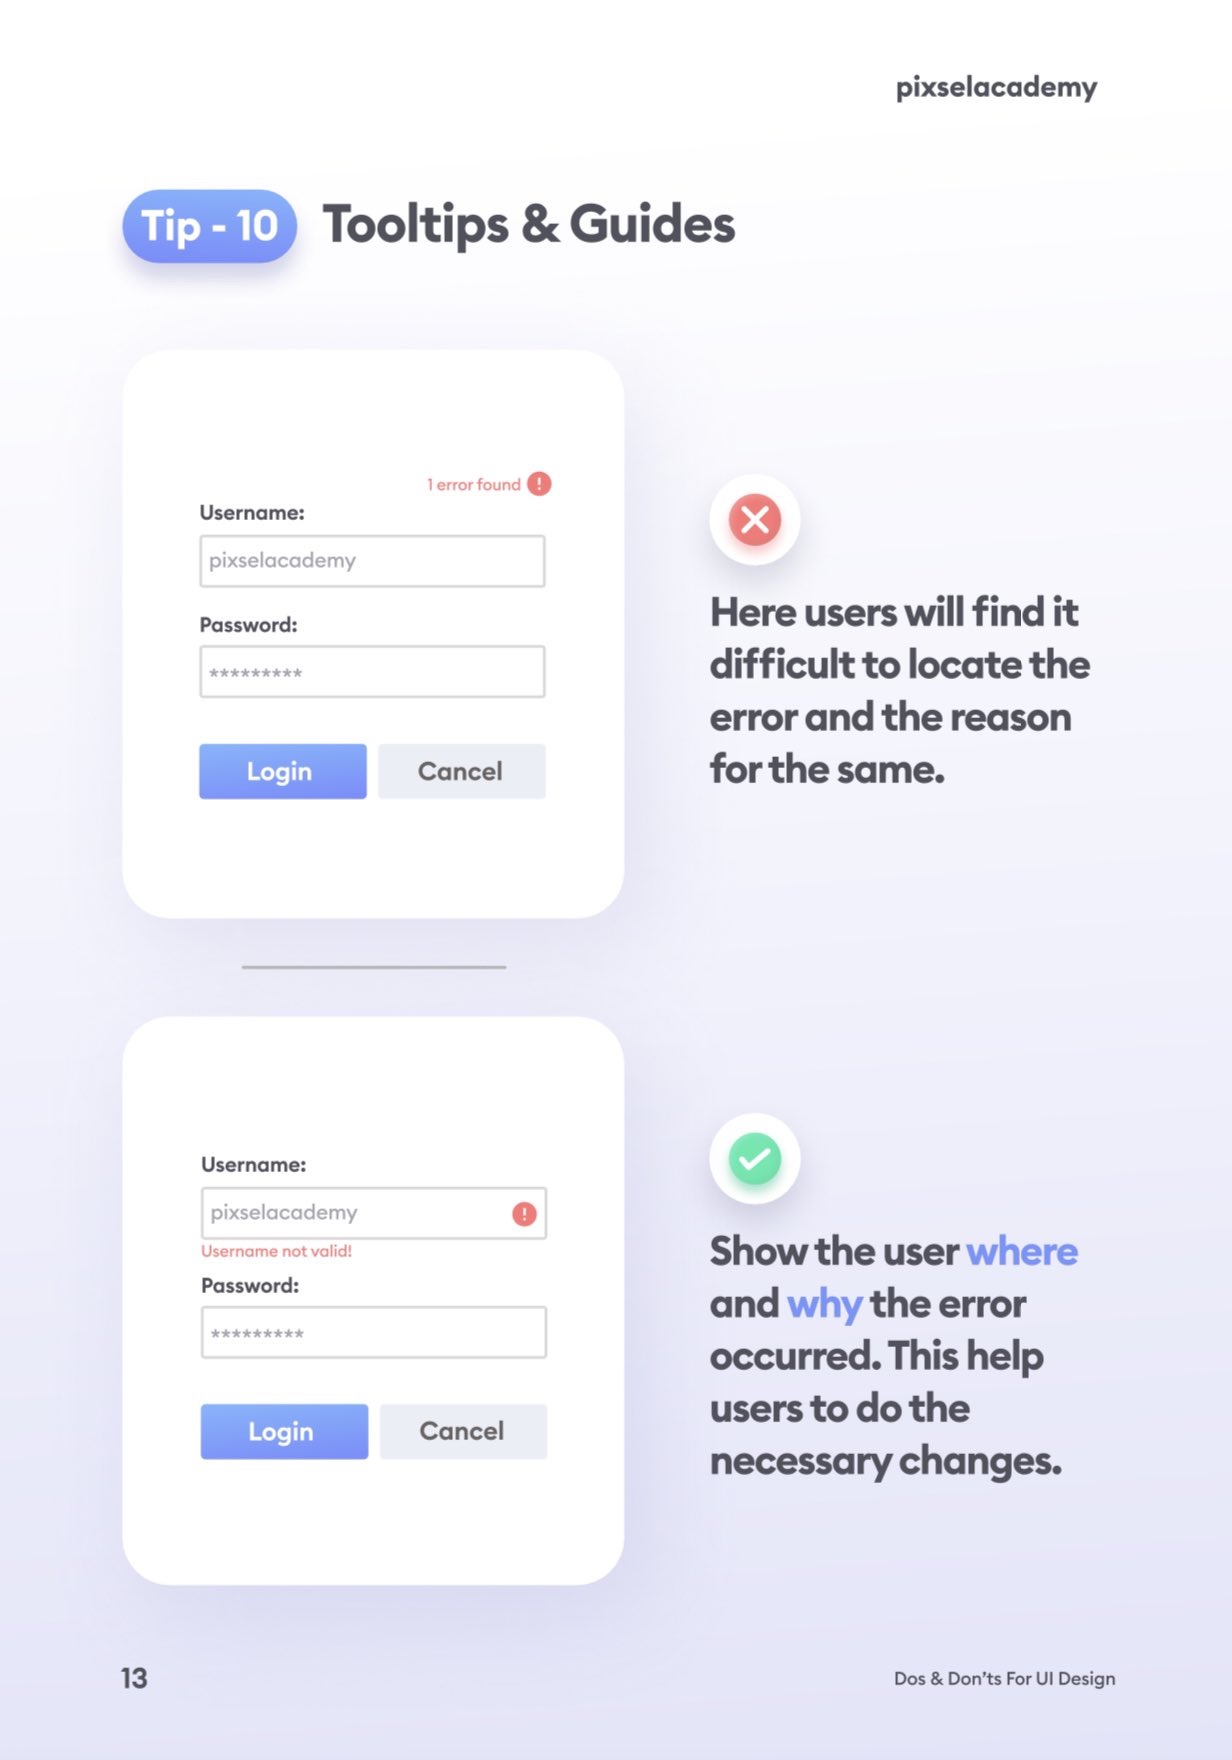 pixselacademy
Tip - 10 Tooltips & Guides
1 error found !
Username:
pixselacademy
Password:
*********
Login Cancel
Here users will find it
difficult to locate the
error and the reason
for the same.
Username:
pixselacademy !
Username not valid!
Password:
*********
Login Cancel
Show the user where
and why the error
occurred. This help
users to do the
necessary changes.
13 Dos & Don'ts For UI Design